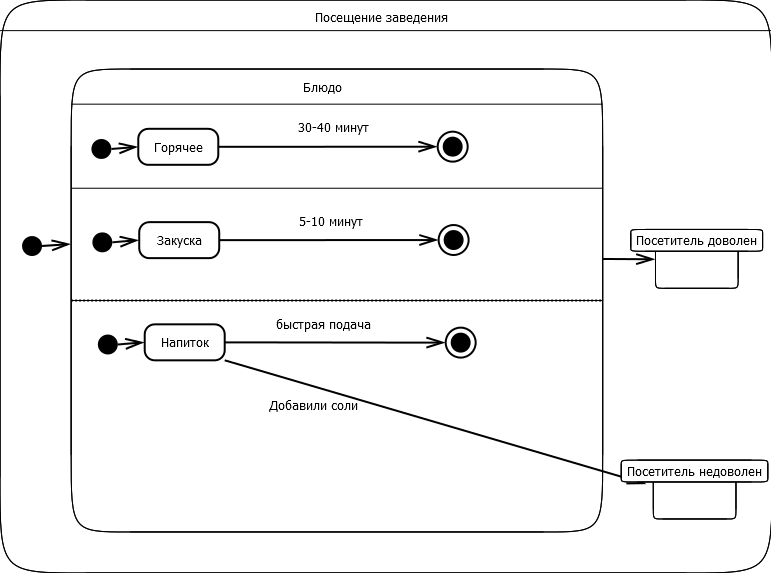 Посещение заведения
Блюдо
30-40 минут
Горячее
5-10 минут
Закуска
Посетитель доволен
быстрая подача
Напиток
Добавили соли
Посетитель недоволен